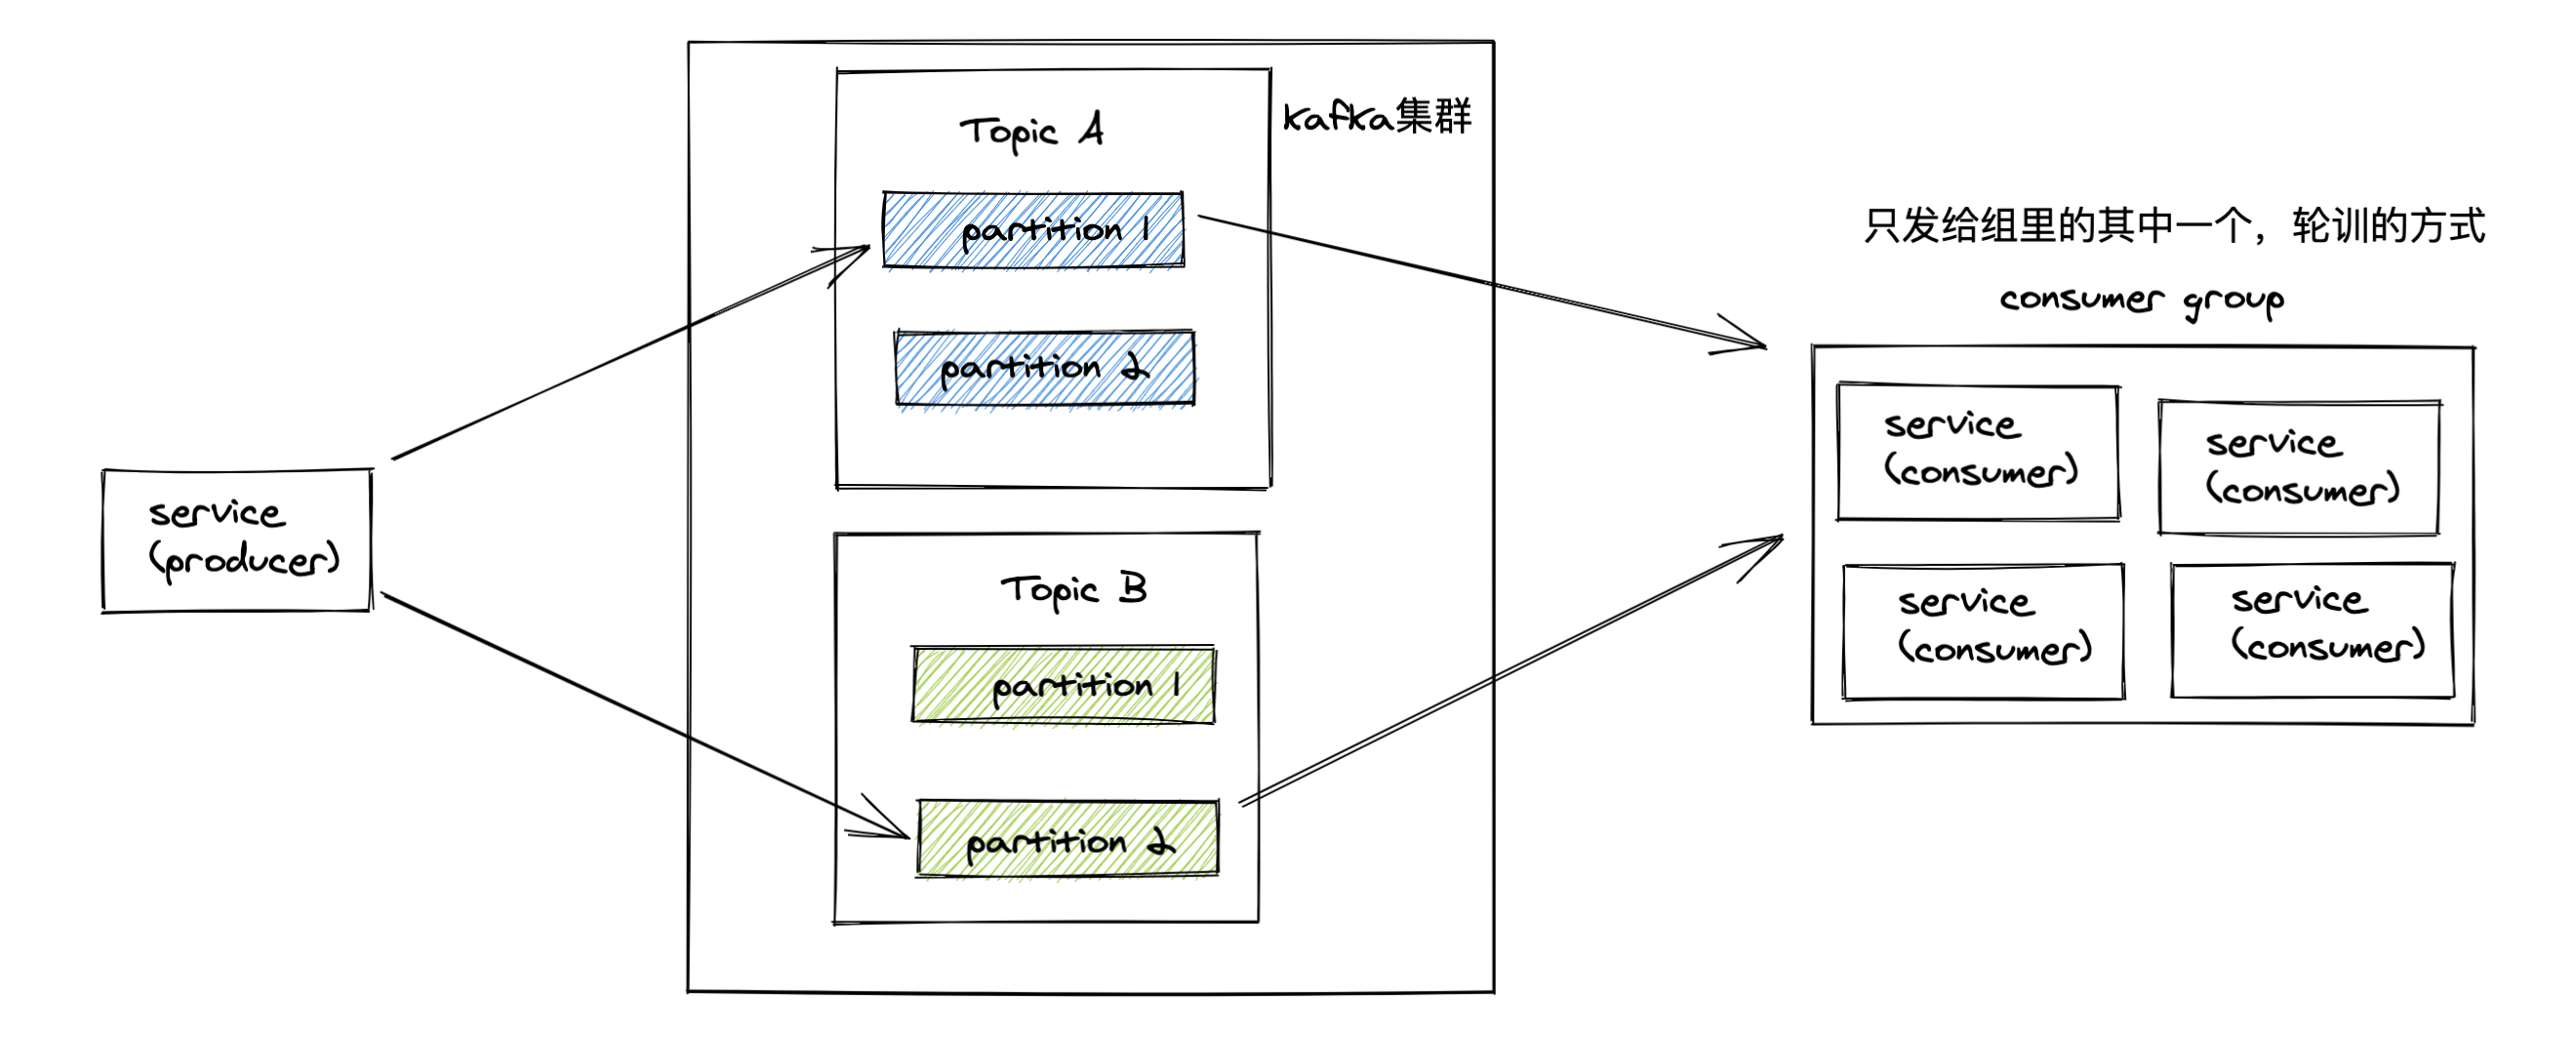 Topic A
kafka集群
partition 1
partition 2
service
(producer)
Topic B
partition 1
partition 2
只发给组里的其中一个，轮训的方式
consumer group
service
(consumer)
service
(consumer)
service
(consumer)
service
(consumer)